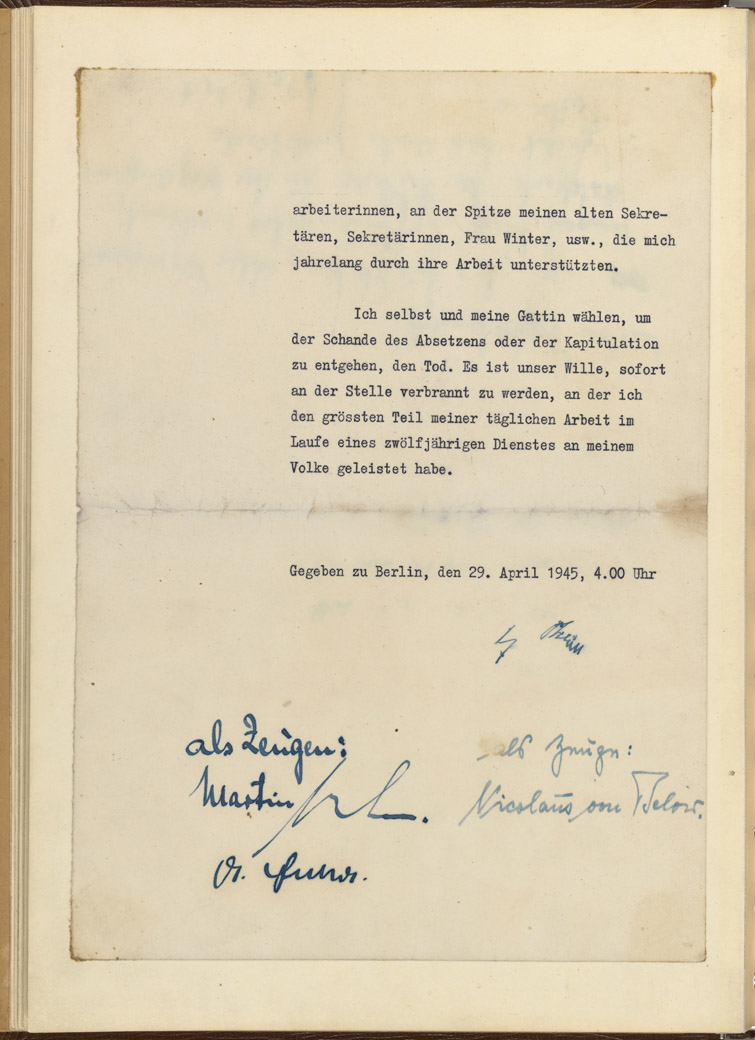 arbeiterinnen, an der Spitze meinen alten Sekre-
tären, Sekretärinnen, Frau Winter, usw., die mich
jahrelang durch ihre Arbeit unterstützten.
Ich selbst und meine Gattin wählen, um
der Schande des Absetzens oder der Kapitulation
zu entgehen, den Tod. Es ist unser Wille, sofort
an der Stelle verbrannt zu werden, an der ich
den grössten Teil meiner täglichen Arbeit im
Laufe eines zwölfjährigen Dienstes an meinem
Volke geleistet habe.
Gegeben zu Berlin, den 29. April 1945, 4.00 Uhr
als Zeugen:
Martin
Dr.
als Zeuge:
Nicolaus von Below.